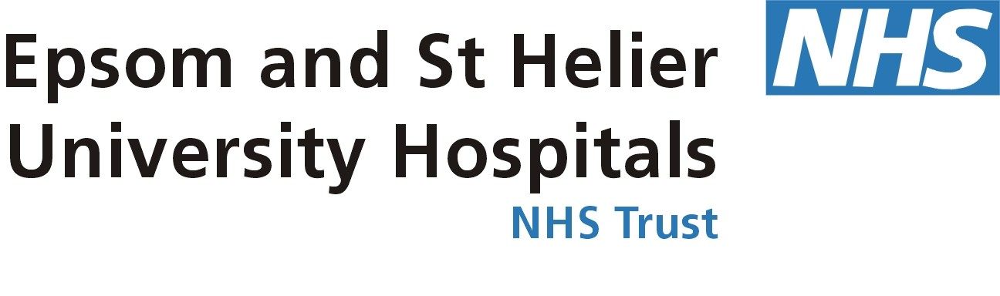 Epsom and St Helier NHS
University Hospitals
NHS Trust